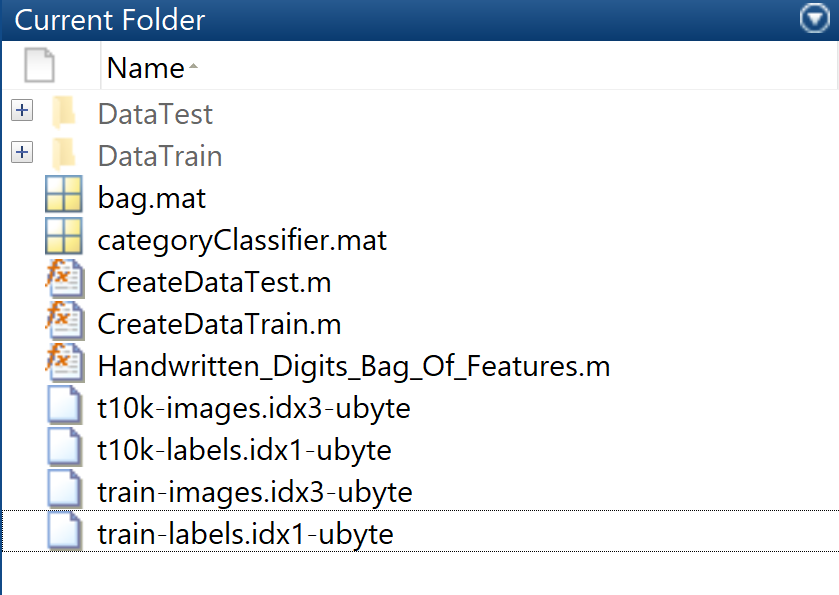 Current Folder
Name
DataTest
DataTrain
bag.mat
categoryClassifier.mat
CreateDataTest.m
CreateDataTrain.m
Handwritten_Digits_Bag_Of_Features.m
t10k-images.idx3-ubyte
t10k-labels.idx1-ubyte
train-images.idx3-ubyte
train-labels.idx1-ubyte